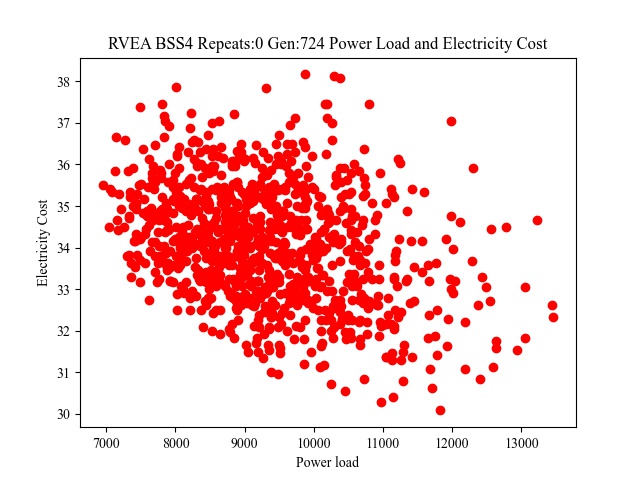 RVEA BSS4 Repeats:0 Gen:724 Power Load and Electricity Cost
38
37
36
35
34
33
32
31
30
Electricity Cost
7000 8000 9000 10000 11000 12000 13000
Power load